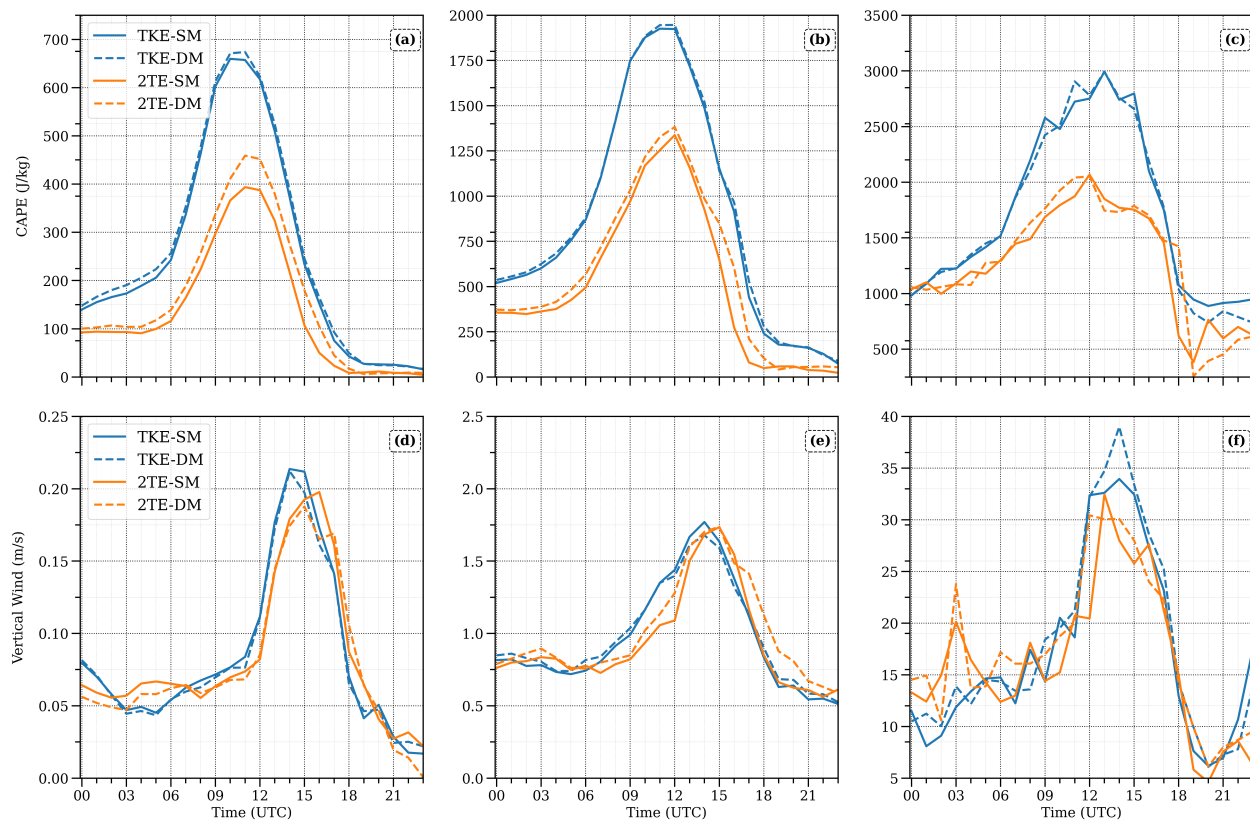 CAPE (J/kg)
700
600
500
400
300
200
100
0
TKE-SM
TKE-DM
2TE-SM
2TE-DM
(a)
2000
1750
1500
1250
1000
750
500
250
0
(b)
3500
3000
2500
2000
1500
1000
500
(c)
Vertical Wind (m/s)
0.25
0.20
0.15
0.10
0.05
0.00
TKE-SM
TKE-DM
2TE-SM
2TE-DM
(d)
00 03 06 09 12 15 18 21
Time (UTC)
2.5
2.0
1.5
1.0
0.5
0.0
(e)
00 03 06 09 12 15 18 21
Time (UTC)
40
35
30
25
20
15
10
5
(f)
00 03 06 09 12 15 18 21
Time (UTC)